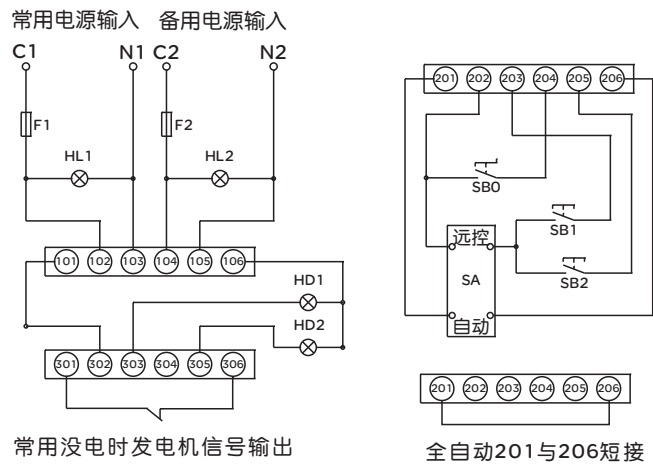 常用电源输入 备用电源输入
C1 N1 C2 N2
F1 F2
HL1 HL2
101 102 103 104 105 106
HD1
HD2
301 302 303 304 305 306
常用没电时发电机信号输出
201 202 203 204 205 206
SB0
SB1
远控
SA
SB2
自动
201 202 203 204 205 206
全自动201与206短接